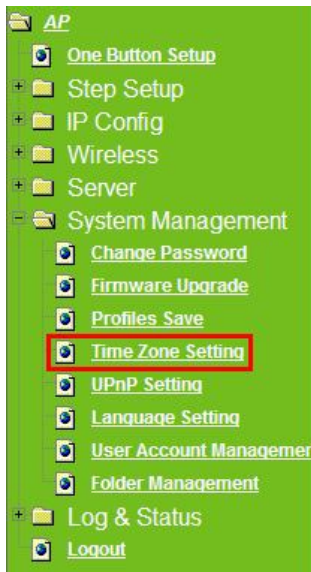 AP
One Button Setup
Step Setup
IP Config
Wireless
Server
System Management
Change Password
Firmware Upgrade
Profiles Save
Time Zone Setting
UPnP Setting
Language Setting
User Account Managemer
Folder Management
Log & Status
Logout